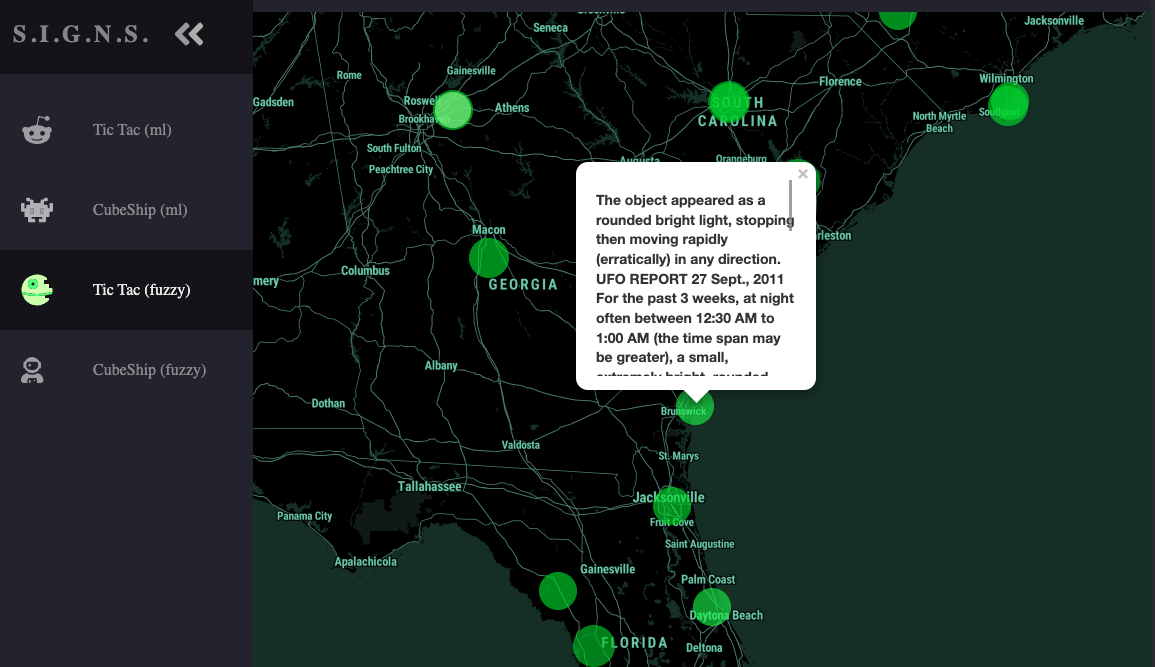 S.I.G.N.S.
Tic Tac (ml)
CubeShip (ml)
Tic Tac (fuzzy)
CubeShip (fuzzy)
Greenville
Seneca
Jacksonville
Rome
Gainesville
Florence
Wilmington
Gadsden
Roswell
Athens
SOUTH
CAROLINA
Southport
Brookhaven
North Myrtle
Beach
South Fulton
Augusta
Orangeburg
Peachtree City
The object appeared as a
rounded bright light, stopping
then moving rapidly
(erratically) in any direction.
UFO REPORT 27 Sept., 2011
For the past 3 weeks, at night
often between 12:30 AM to
1:00 AM (the time span may
be greater), a small,
extremely bright, rounded
Macon
rleston
Columbus
mery
GEORGIA
Albany
Dothan
Brunswick
Valdosta
St. Marys
Tallahassee
Jacksonville
Panama City
Fruit Cove
Saint Augustine
Apalachicola
Gainesville
Palm Coast
Daytona Beach
FLORIDA
Deltona